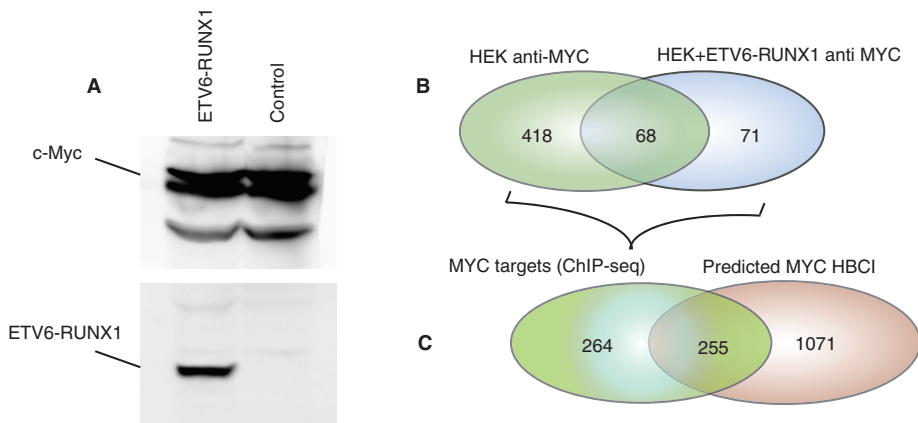 A
ETV6-RUNX1
Control
c-Myc
ETV6-RUNX1
B
HEK anti-MYC
HEK+ETV6-RUNX1 anti MYC
418
68
71
MYC targets (ChIP-seq)
Predicted MYC HBCI
C
264
255
1071